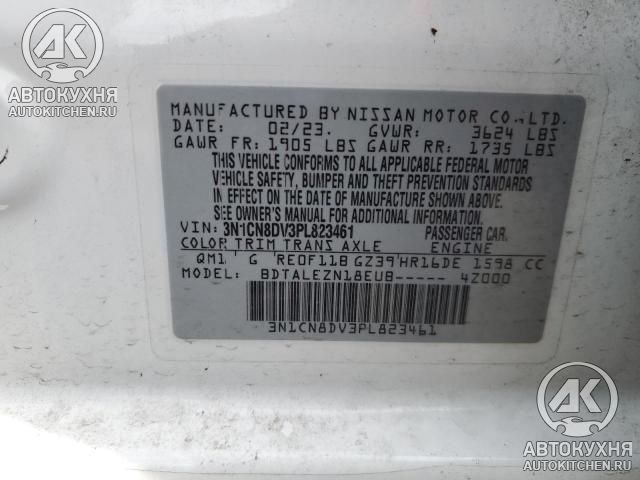 АК
АВТОКУХНЯ
AUTOKITCHEN.RU
MANUFACTURED BY NISSAN MOTOR CO.,LTD.
DATE: 02/23. GVWR: 3624 LBS
GAWR FR: 1905 LBS GAWR RR: 1735 LBS
THIS VEHICLE CONFORMS TO ALL APPLICABLE FEDERAL MOTOR
VEHICLE SAFETY, BUMPER AND THEFT PREVENTION STANDARDS
IN EFFECT ON THE DATE OF MANUFACTURE SHOWN ABOVE.
SEE OWNER'S MANUAL FOR ADDITIONAL INFORMATION.
VIN: 3N1CN8DV3PL823461 PASSENGER CAR.
COLOR TRIM TRANS AXLE ENGINE
QM1 G RE0F11B GZ39 HR16DE 1598 CC
MODEL: BDTALEZN18EUB----- 4Z000
3N1CN8DV3PL823461
АК
АВТОКУХНЯ
AUTOKITCHEN.RU